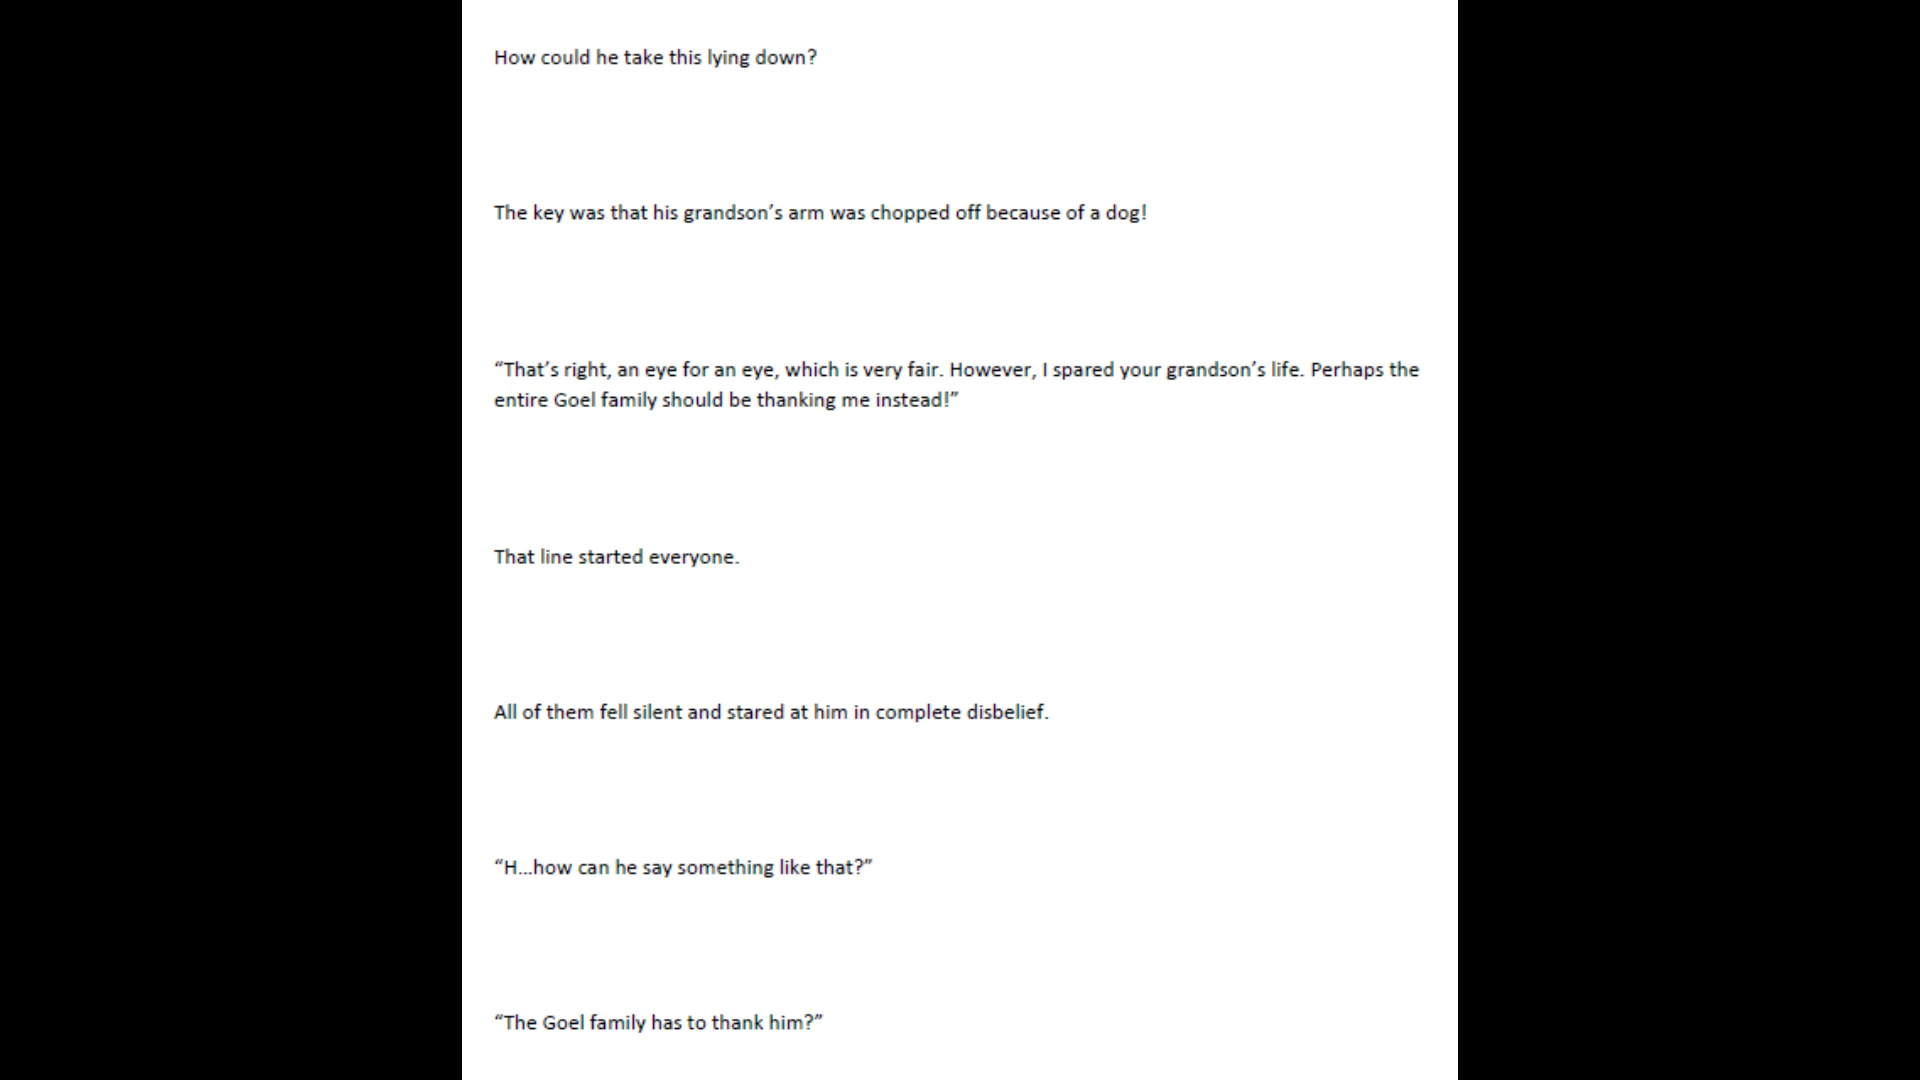 How could he take this lying down?
The key was that his grandson’s arm was chopped off because of a dog!
“That’s right, an eye for an eye, which is very fair. However, I spared your grandson’s life. Perhaps the
entire Goel family should be thanking me instead!”
That line started everyone.
All of them fell silent and stared at him in complete disbelief.
“H...how can he say something like that?”
“The Goel family has to thank him?”